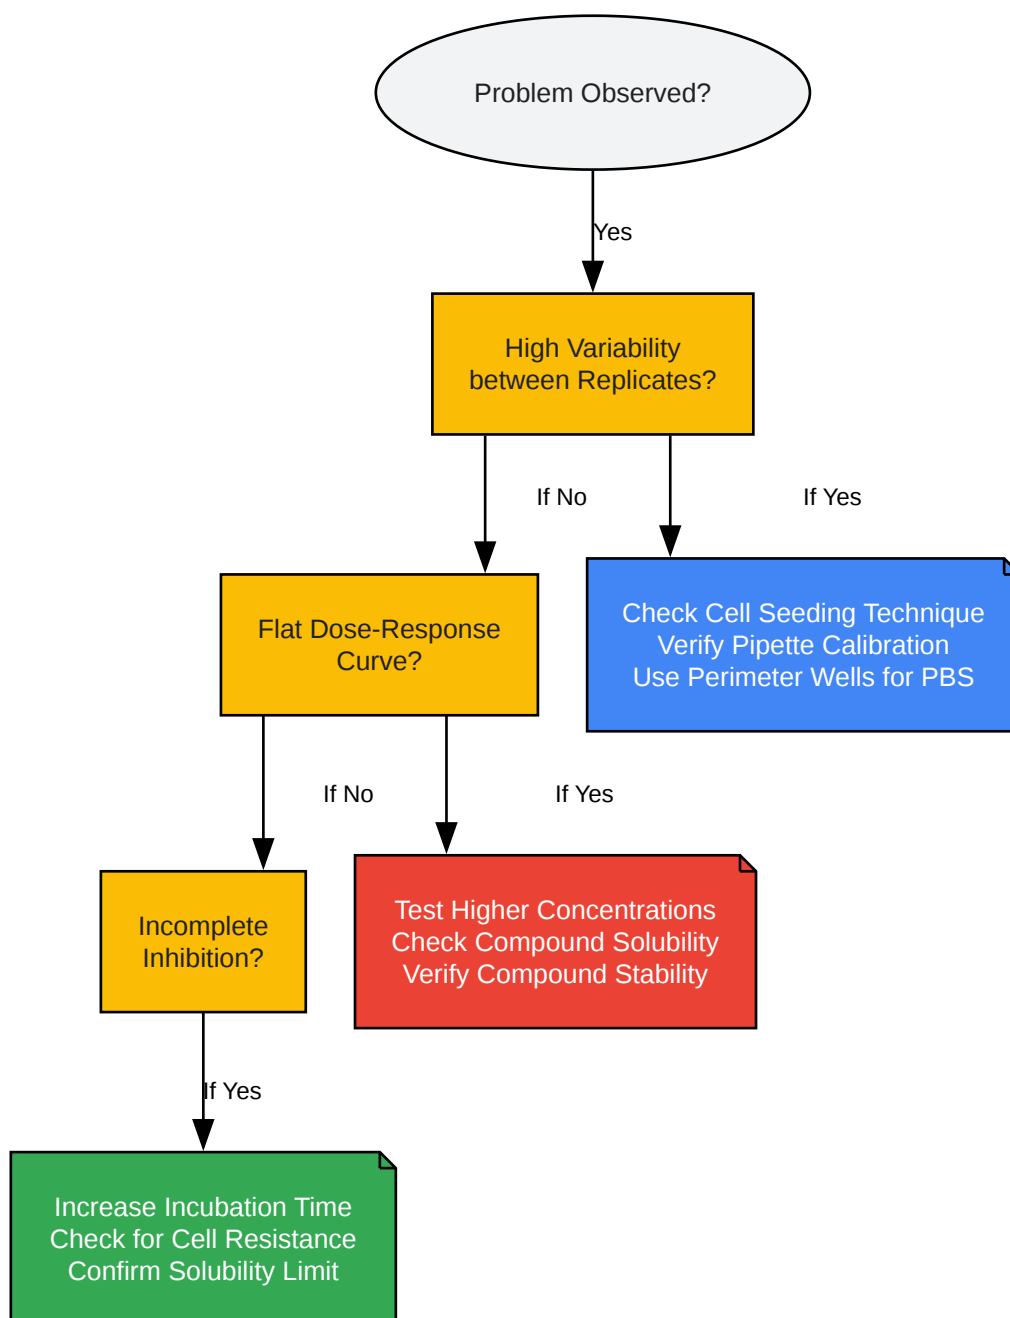 Problem Observed?
Yes
High Variability
between Replicates?
If No
If Yes
Flat Dose-Response
Curve?
Check Cell Seeding Technique
Verify Pipette Calibration
Use Perimeter Wells for PBS
If No
If Yes
Incomplete
Inhibition?
Test Higher Concentrations
Check Compound Solubility
Verify Compound Stability
If Yes
Increase Incubation Time
Check for Cell Resistance
Confirm Solubility Limit